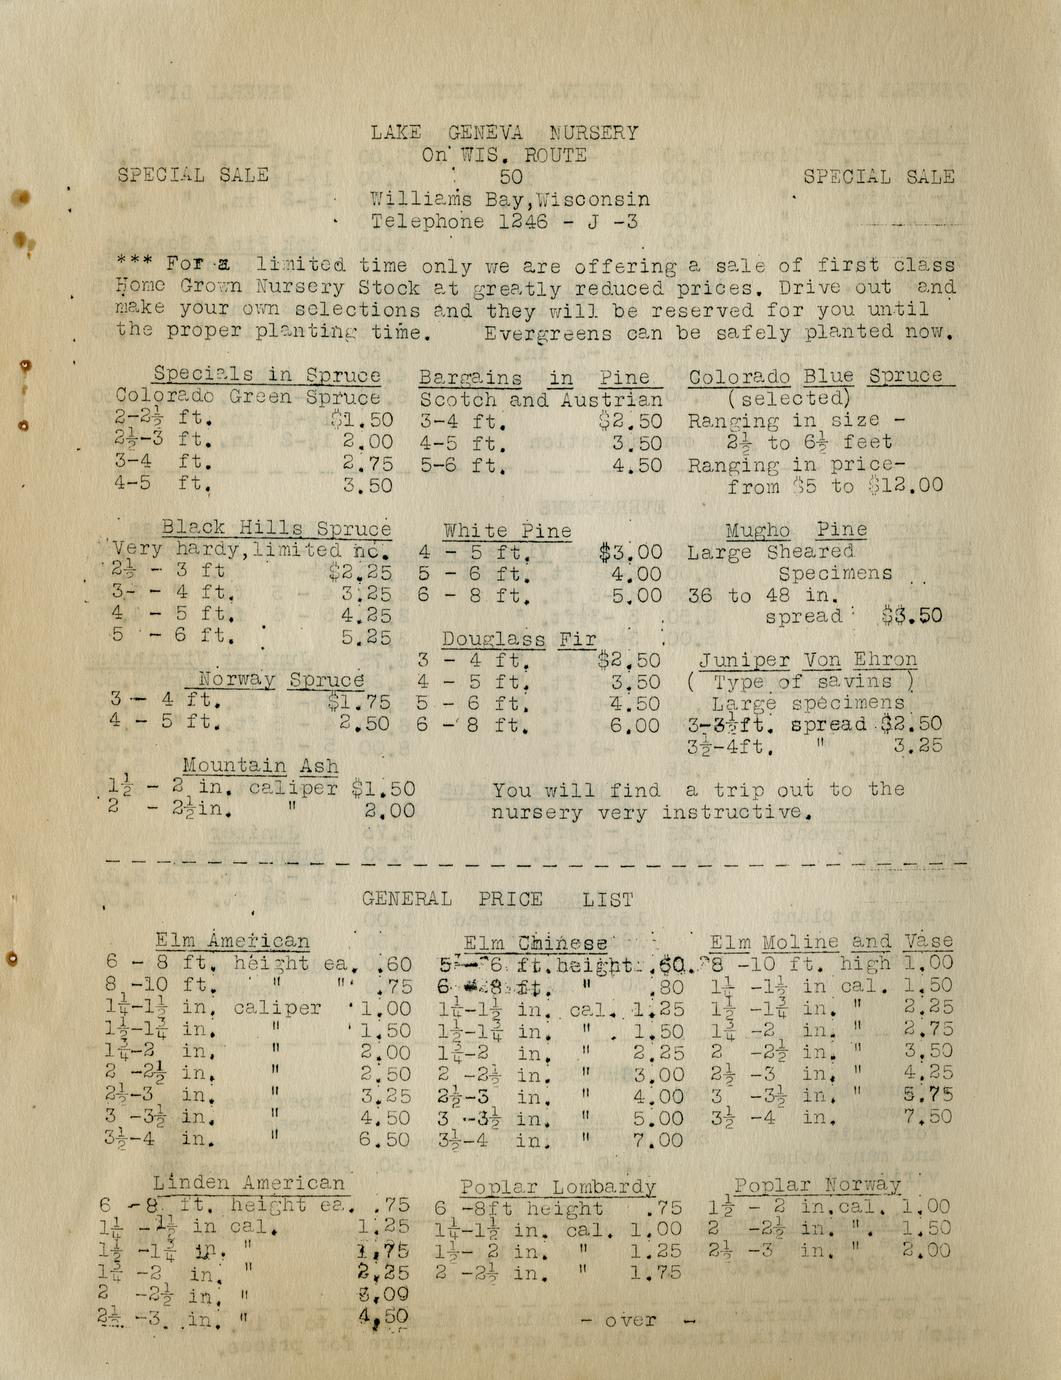 LAKE GENEVA NURSERY
On WIS. ROUTE
SPECIAL SALE 50 SPECIAL SALE
Williams Bay,Wisconsin
Telephone 1246 - J -3
*** For a limited time only we are offering a sale of first class
Home Grown Nursery Stock at greatly reduced prices. Drive out and
make your own selections and they will be reserved for you until
the proper planting time. Evergreens can be safely planted now.
Specials in Spruce
Colorado Green Spruce
2-2½ ft. $1.50
2½-3 ft. 2.00
3-4 ft. 2.75
4-5 ft. 3.50
Bargains in Pine
Scotch and Austrian
3-4 ft. $2.50
4-5 ft. 3.50
5-6 ft. 4.50
Colorado Blue Spruce
(selected)
Ranging in size -
2½ to 6½ feet
Ranging in price-
from $5 to $12.00
Black Hills Spruce
Very hardy,limited no.
2½ - 3 ft $2.25
3- - 4 ft. 3.25
4 - 5 ft. 4.25
5 - 6 ft. 5.25
White Pine
4 - 5 ft. $3.00
5 - 6 ft. 4.00
6 - 8 ft. 5.00
Mugho Pine
Large Sheared
Specimens
36 to 48 in.
spread $3.50
Norway Spruce
3 - 4 ft. $1.75
4 - 5 ft. 2.50
Douglass Fir
3 - 4 ft. $2.50
4 - 5 ft. 3.50
5 - 6 ft. 4.50
6 - 8 ft. 6.00
Juniper Von Ehron
( Type of savins )
Large specimens
3-3½ft. spread $2.50
3½-4ft. " 3.25
Mountain Ash
1½ - 2 in. caliper $1.50
2 - 2½in. " 2.00
You will find a trip out to the
nursery very instructive.
GENERAL PRICE LIST
Elm American
6 - 8 ft. height ea. .60
8 -10 ft. " " .75
1¼-1½ in. caliper 1.00
1½-1¾ in. " 1.50
1¾-2 in. " 2.00
2 -2½ in. " 2.50
2½-3 in. " 3.25
3 -3½ in. " 4.50
3½-4 in. " 6.50
Elm Chinese
5 - 6 ft.height .60
6 - 8 ft. " .80
1¼-1½ in. cal. 1.25
1½-1¾ in. " 1.50
1¾-2 in. " 2.25
2 -2½ in. " 3.00
2½-3 in. " 4.00
3 -3½ in. " 5.00
3½-4 in. " 7.00
Elm Moline and Vase
8 -10 ft. high 1.00
1¼ -1½ in cal. 1.50
1½ -1¾ in. " 2.25
1¾ -2 in. " 2.75
2 -2½ in. " 3.50
2½ -3 in. " 4.25
3 -3½ in. " 5.75
3½ -4 in. 7.50
Linden American
6 - 8 ft. height ea. .75
1¼ -1½ in cal. 1.25
1½ -1¾ in. " 1.75
1¾ -2 in. " 2.25
2 -2½ in. " 3.00
2½ -3 in. " 4.50
Poplar Lombardy
6 -8ft height .75
1¼-1½ in. cal. 1.00
1½- 2 in. " 1.25
2 -2½ in. " 1.75
Poplar Norway
1½ - 2 in.cal. 1.00
2 -2½ in. " 1.50
2½ -3 in. " 2.00
- over -